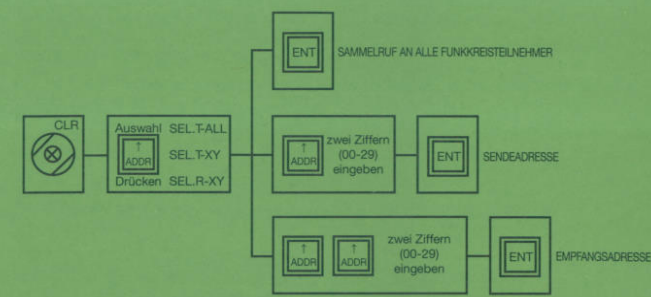 ENT
SAMMELRUF AN ALLE FUNKKREISTEILNEHMER
CLR
Auswahl SEL.T-ALL
↑
ADDR
SEL.T-XY
Drücken SEL.R-XY
↑
ADDR
zwei Ziffern
(00-29)
eingeben
ENT
SENDEADRESSE
↑
ADDR
↑
ADDR
zwei Ziffern
(00-29)
eingeben
ENT
EMPFANGSADRESSE